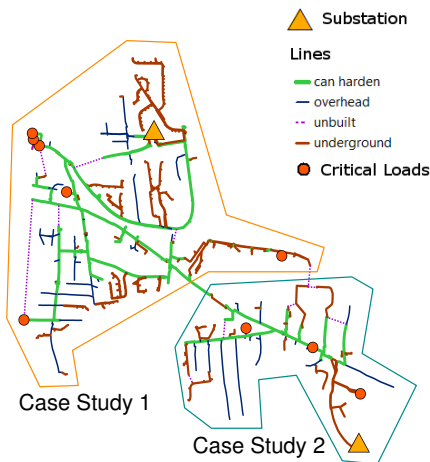 Substation
Lines
can harden
overhead
unbuilt
underground
Critical Loads
Case Study 1
Case Study 2